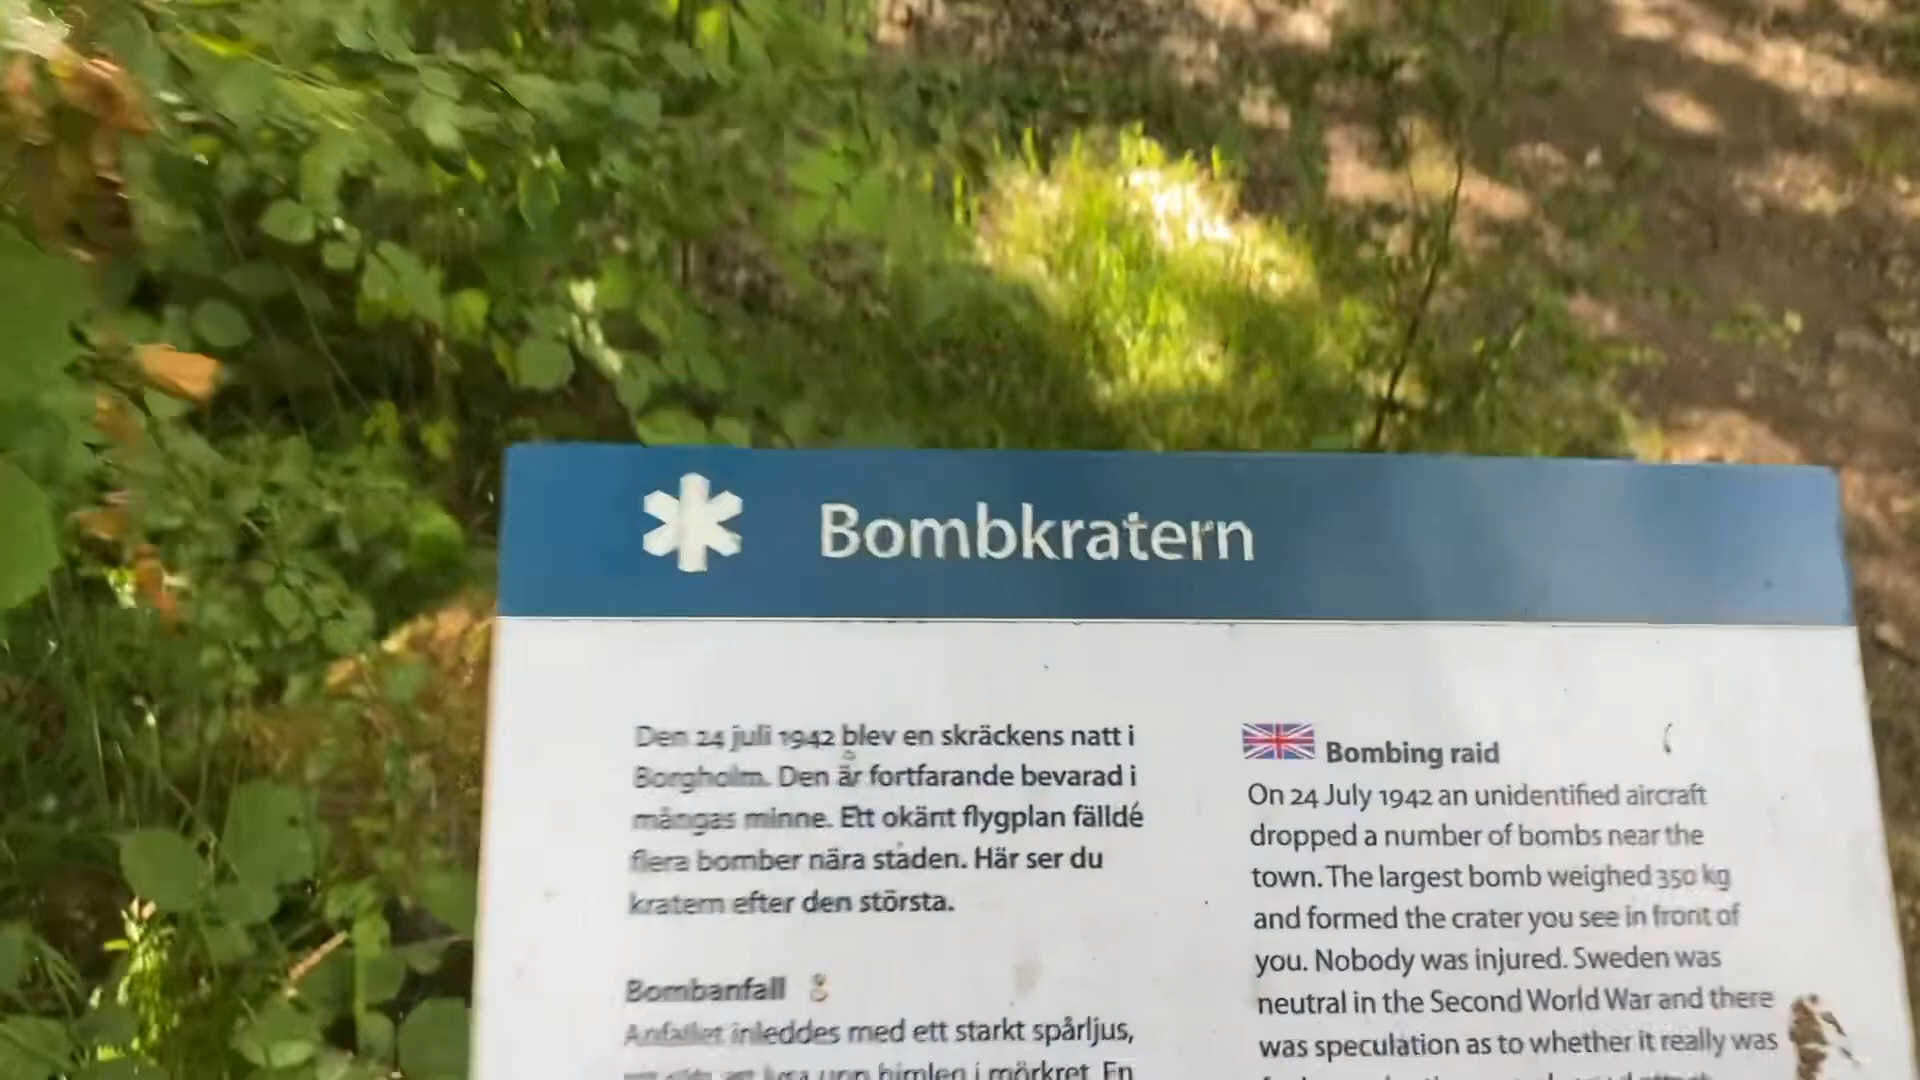 Bombkratern
Den 24 juli 1942 blev en skräckens natt i
Borgholm. Den är fortfarande bevarad i
mångas minne. Ett okänt flygplan fällde
flera bomber nära staden. Här ser du
kratern efter den största.
Bombanfall
Anfallet inleddes med ett starkt spårljus,
himlen i mörkret. En
Bombing raid
On 24 July 1942 an unidentified aircraft
dropped a number of bombs near the
town. The largest bomb weighed 350 kg
and formed the crater you see in front of
you. Nobody was injured. Sweden was
neutral in the Second World War and there
was speculation as to whether it really was